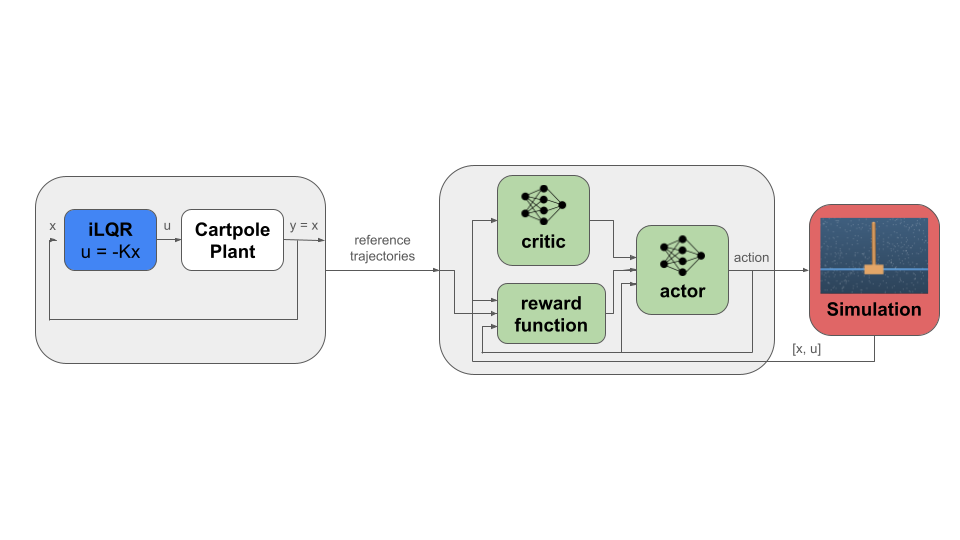 x
iLQR
u = -Kx
u
Cartpole
Plant
y = x
reference
trajectories
critic
reward
function
actor
action
Simulation
[x, u]